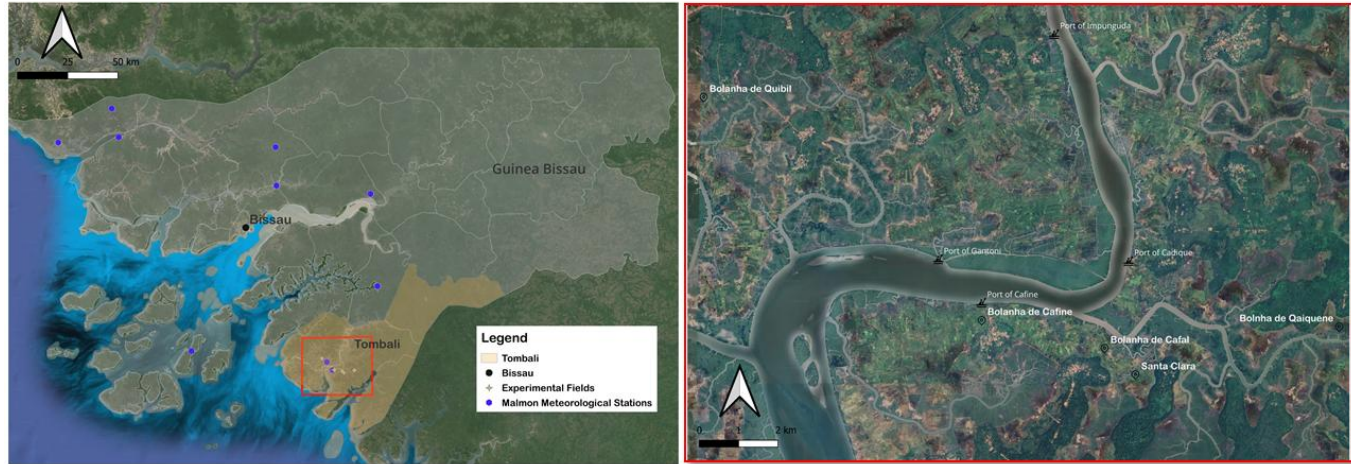 0 25 50 km
Guinea Bissau
Bissau
Tombali
Legend
Tombali
Bissau
Experimental Fields
Malmon Meteorological Stations
Port of Impunguda
Bolanha de Quibil
Port of Gantoni
Port of Cadique
Port of Cafine
Bolanha de Cafine
Bolnha de Qaiquene
Bolanha de Cafal
Santa Clara
0 1 2 km